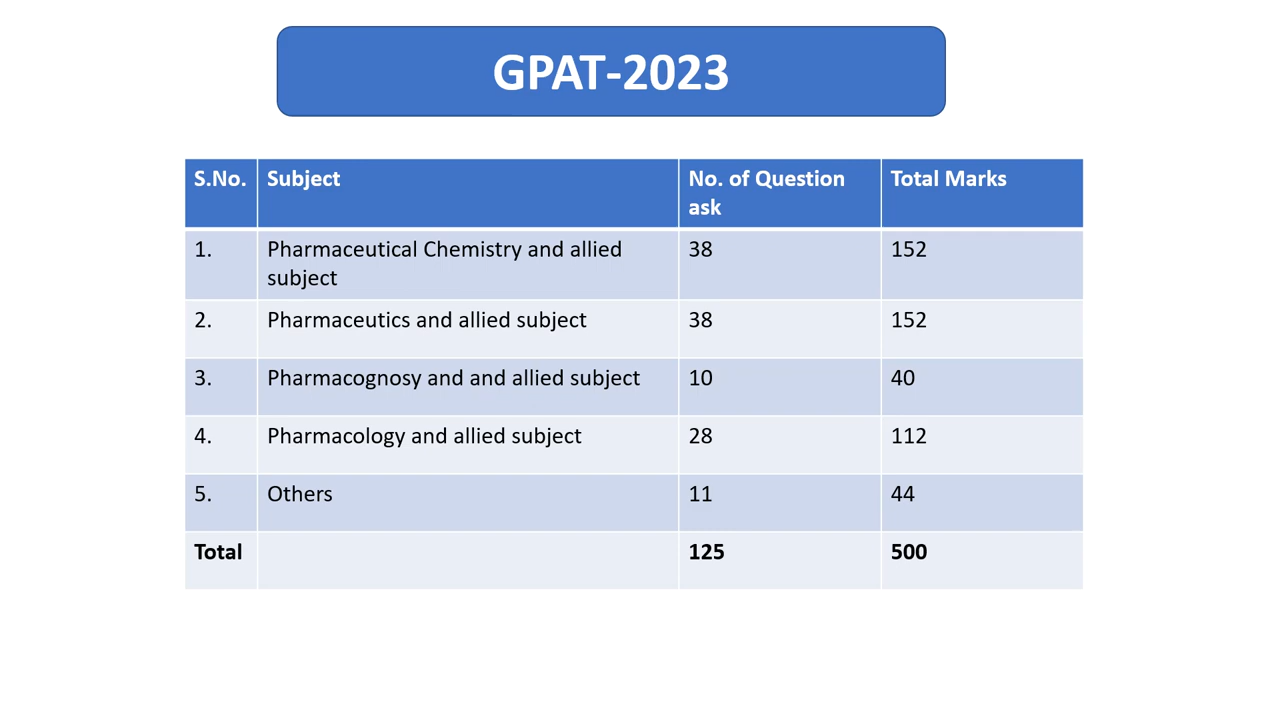 GPAT-2023
S.No. Subject No. of Question ask Total Marks
1. Pharmaceutical Chemistry and allied subject 38 152
2. Pharmaceutics and allied subject 38 152
3. Pharmacognosy and and allied subject 10 40
4. Pharmacology and allied subject 28 112
5. Others 11 44
Total 125 500